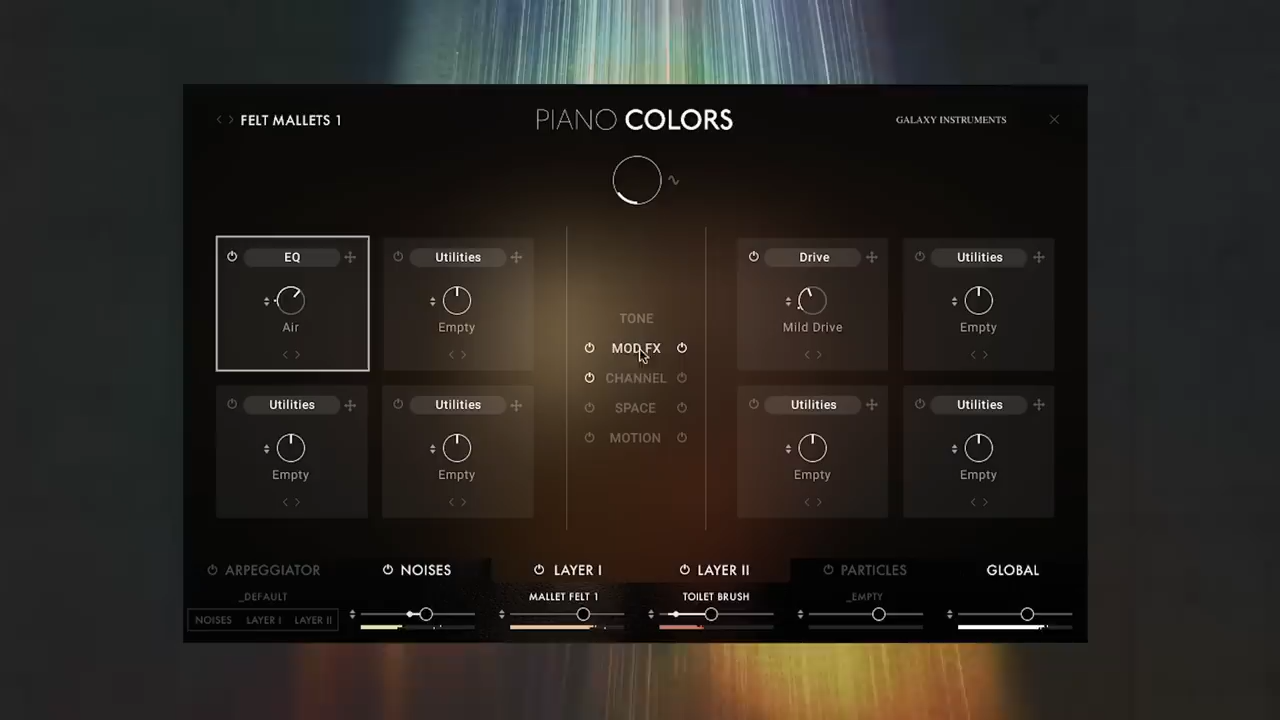 FELT MALLETS 1
PIANO COLORS
GALAXY INSTRUMENTS
EQ
Utilities
Drive
Utilities
Air
Empty
Mild Drive
Empty
TONE
MOD FX
CHANNEL
SPACE
MOTION
Utilities
Utilities
Utilities
Utilities
Empty
Empty
Empty
Empty
ARPEGGIATOR
NOISES
LAYER I
LAYER II
PARTICLES
GLOBAL
_DEFAULT
MALLET FELT 1
TOILET BRUSH
_EMPTY
NOISES LAYER I LAYER II